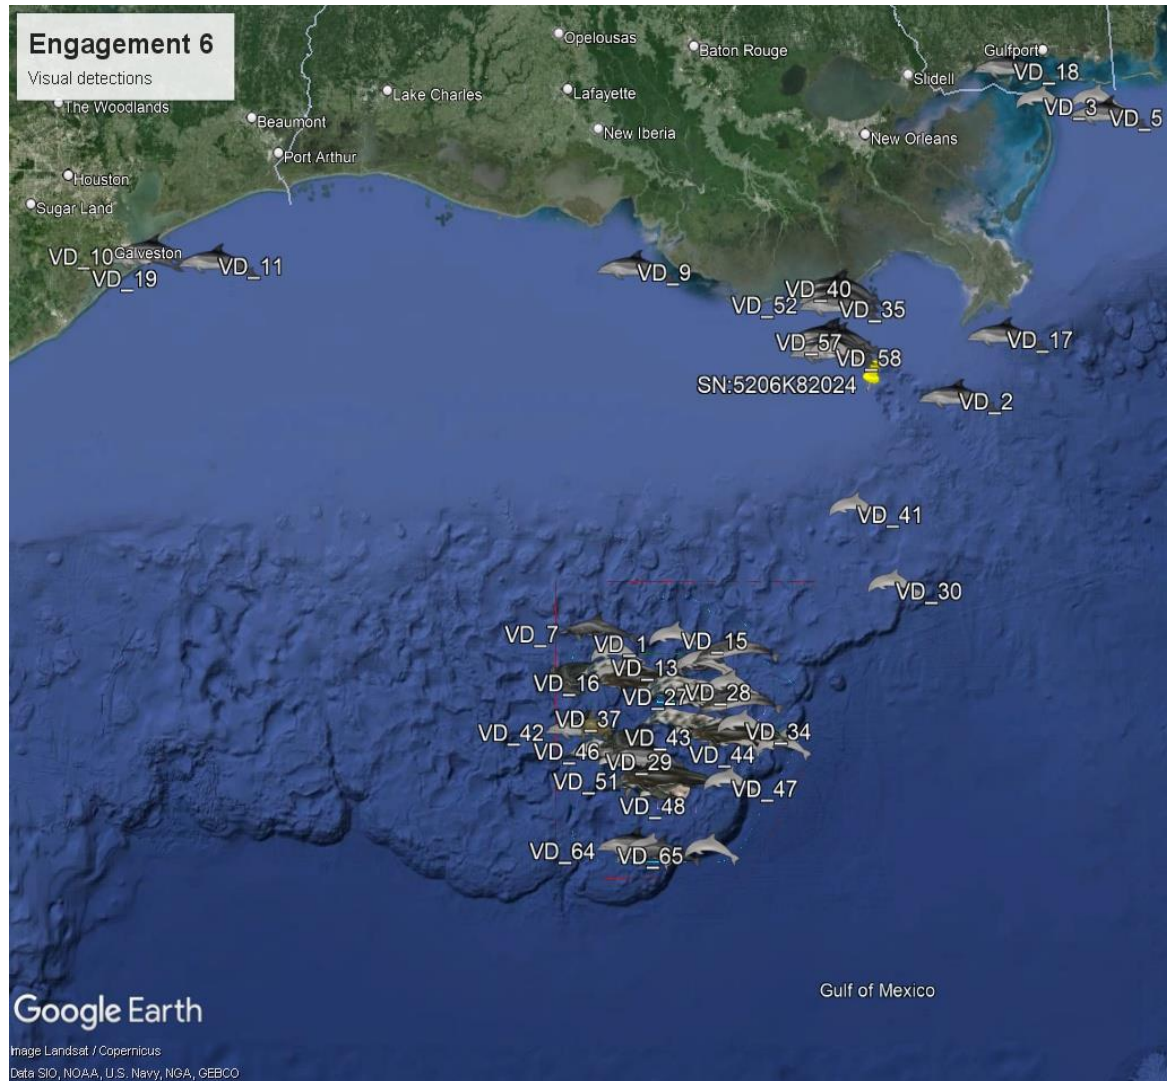 Engagement 6
Visual detections
Opelousas
Baton Rouge
Gulfport
VD_18
Slidell
Lake Charles
Lafayette
The Woodlands
VD_3
VD_5
Beaumont
New Iberia
New Orleans
Port Arthur
Houston
Sugar Land
VD_10
Galveston
VD_11
VD_19
VD_9
VD_40
VD_52
VD_35
VD_57
VD_17
VD_58
SN:5206K82024
VD_2
VD_41
VD_30
VD_7
VD_1
VD_15
VD_13
VD_16
VD_27
VD_28
VD_37
VD_42
VD_43
VD_34
VD_46
VD_44
VD_29
VD_51
VD_47
VD_48
VD_64
VD_65
Gulf of Mexico
Google Earth
Image Landsat / Copernicus
Data SIO, NOAA, U.S. Navy, NGA, GEBCO